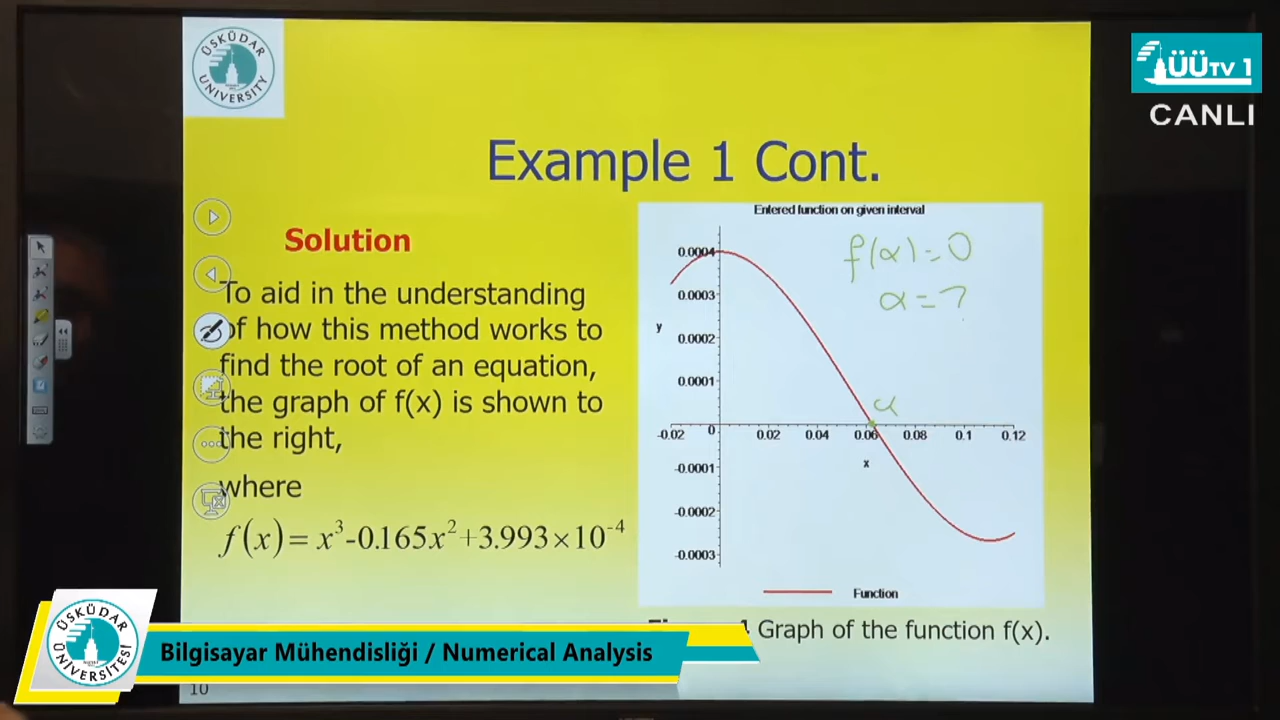 ÜSKÜDAR
UNIVERSITY
ÜÜTV 1
CANLI
Example 1 Cont.
Solution
To aid in the understanding
of how this method works to
find the root of an equation,
the graph of f(x) is shown to
the right,
where
f(x)= x³-0.165x²+3.993×10⁻⁴
Entered function on given interval
f(α)=0
α=?
0.0004
0.0003
y
0.0002
0.0001
α
-0.02 0 0.02 0.04 0.06 0.08 0.1 0.12
x
-0.0001
-0.0002
-0.0003
Function
4 Graph of the function f(x).
ÜSKÜDAR
ÜNİVERSİTESİ
Bilgisayar Mühendisliği / Numerical Analysis
10